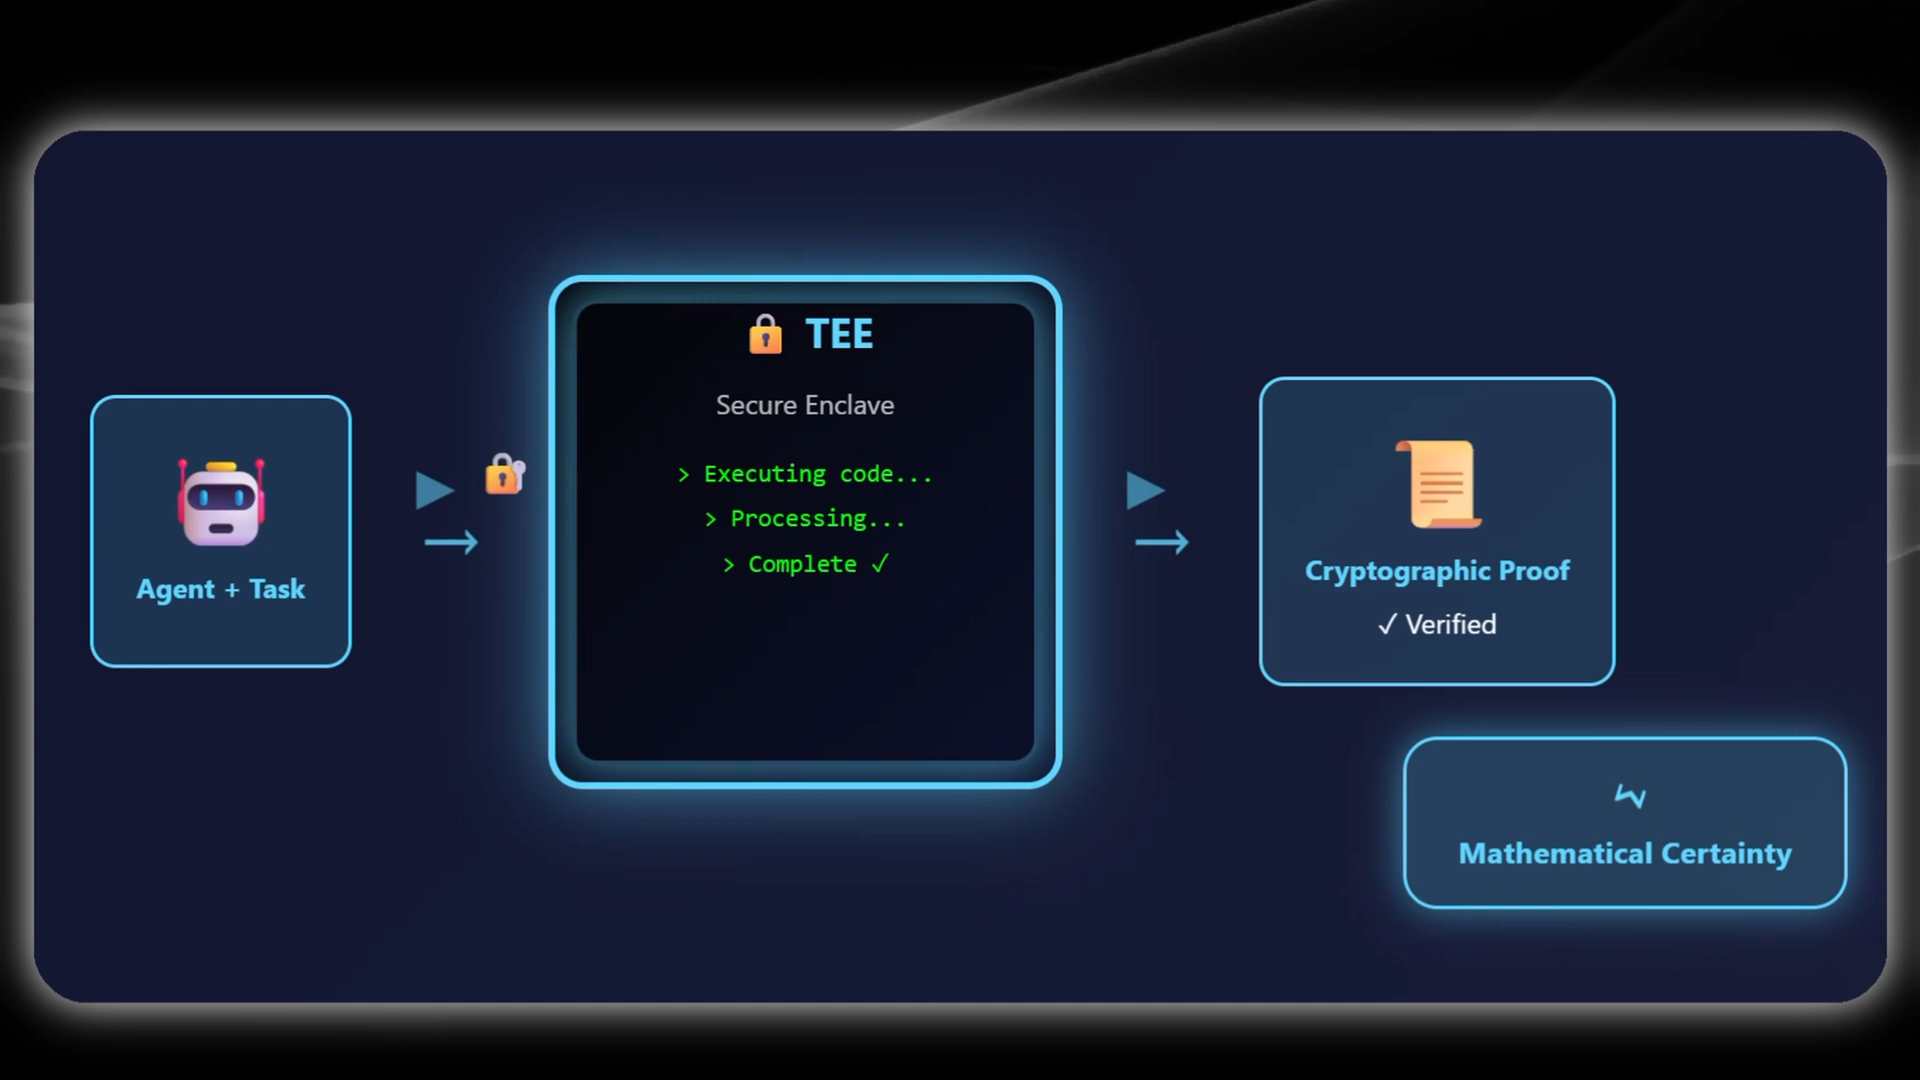 Agent + Task
TEE
Secure Enclave
> Executing code...
> Processing...
> Complete ✓
Cryptographic Proof
✓ Verified
Mathematical Certainty